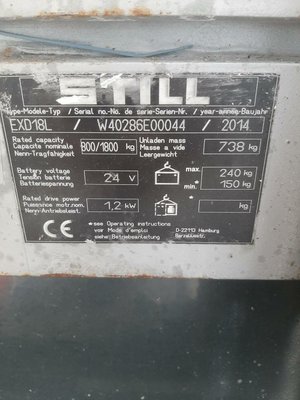 STILL
Type-Modele-Typ / Serial no.-No. de serie-Serien-Nr. / year-année-Baujahr
EXD18L / W40286E00044 / 2014
Rated capacity
Capacite nominale
Nenn-Tragfähigkeit
800/1800 kg
Unladen mass
Masse a vide
Leergewicht
738 kg
Battery voltage
Tension batterie
Batteriespannung
24 V
max. 240 kg
min. 150 kg
Rated drive power
Puissance motr.nom.
Nenn-Antriebsleist.
1,2 kW
* kg
*see Operating instructions
voir Mode d'emploi
siehe Betriebsanleitung
D-22113 Hamburg
Berzeliusstr.
CE